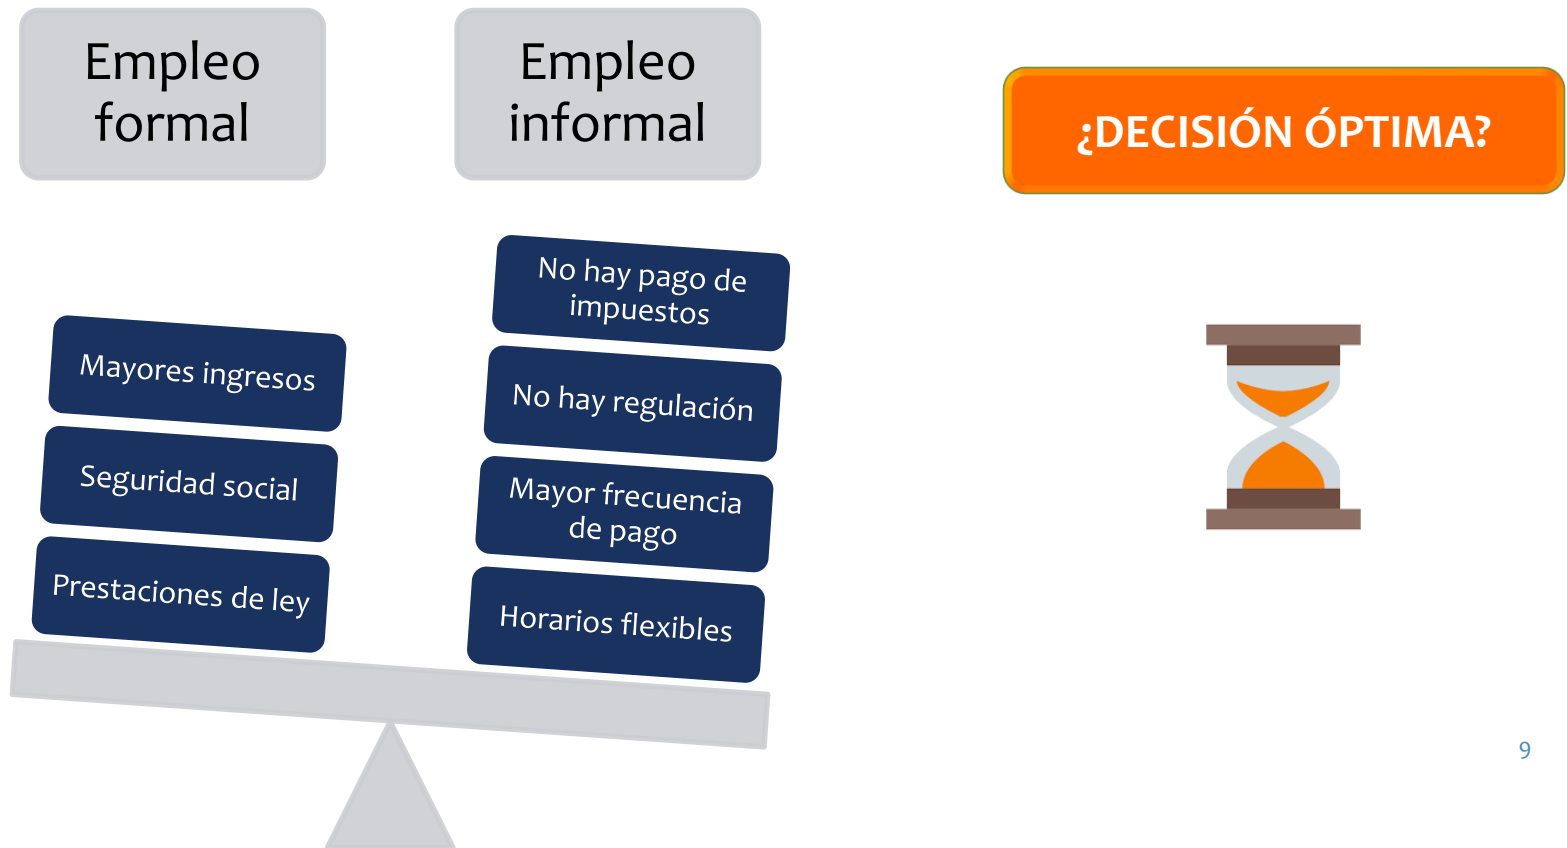 Empleo
formal
Empleo
informal
¿DECISIÓN ÓPTIMA?
Mayores ingresos
Seguridad social
Prestaciones de ley
No hay pago de
impuestos
No hay regulación
Mayor frecuencia
de pago
Horarios flexibles
9